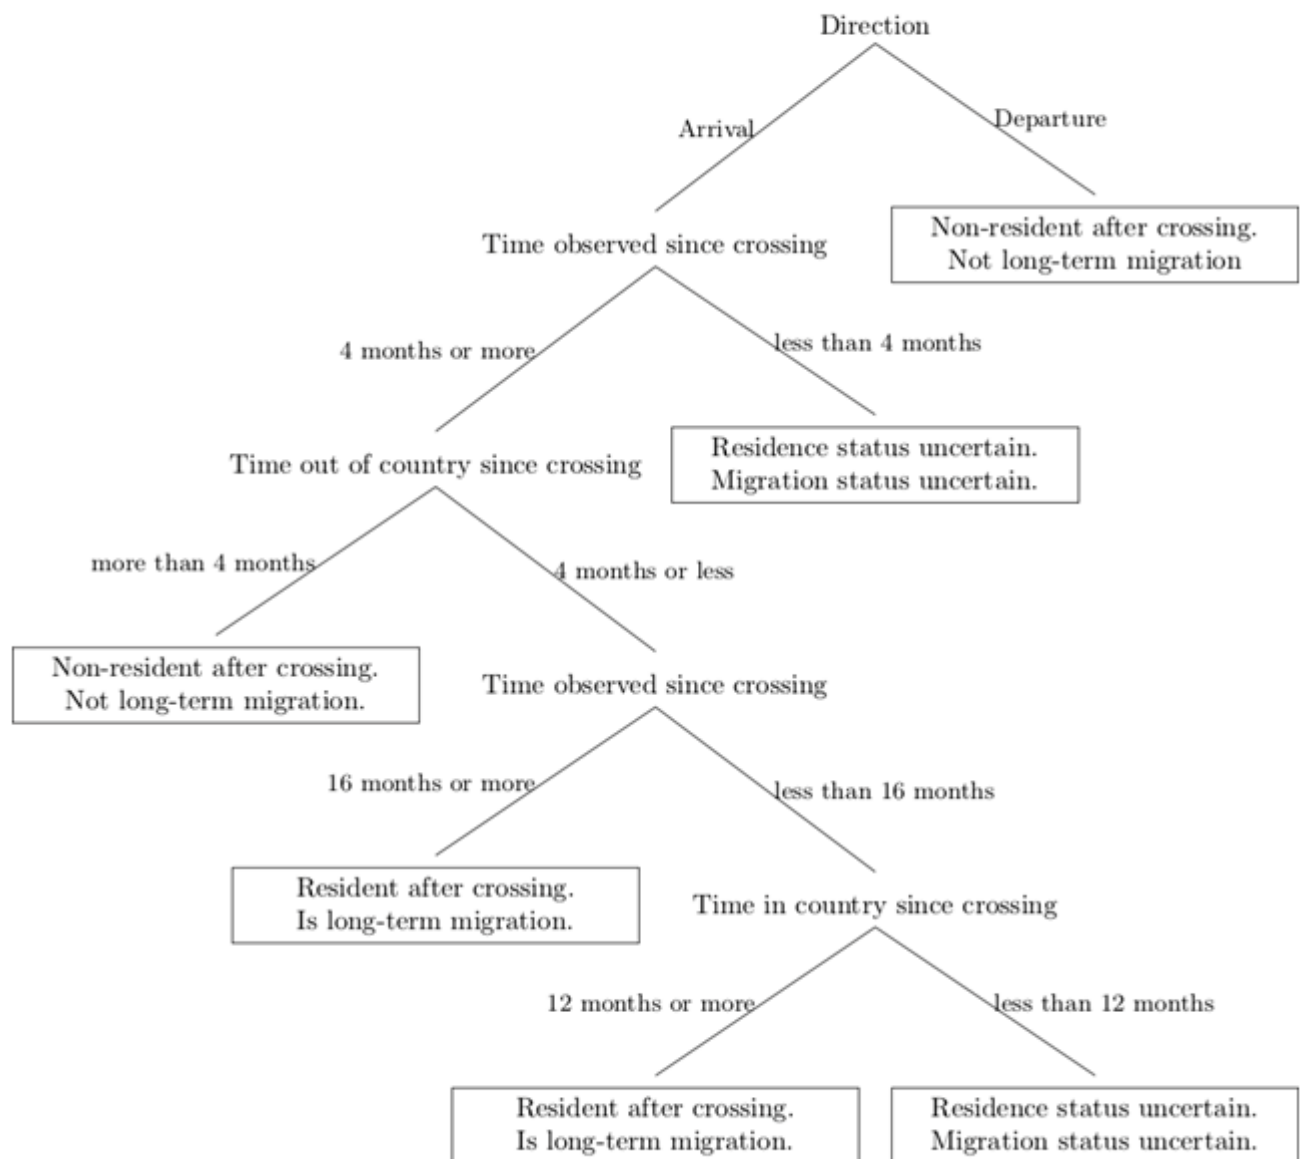 Direction
Arrival
Departure
Time observed since crossing
Non-resident after crossing.
Not long-term migration
4 months or more
less than 4 months
Time out of country since crossing
Residence status uncertain.
Migration status uncertain.
more than 4 months
4 months or less
Non-resident after crossing.
Not long-term migration.
Time observed since crossing
16 months or more
less than 16 months
Resident after crossing.
Is long-term migration.
Time in country since crossing
12 months or more
less than 12 months
Resident after crossing.
Is long-term migration.
Residence status uncertain.
Migration status uncertain.